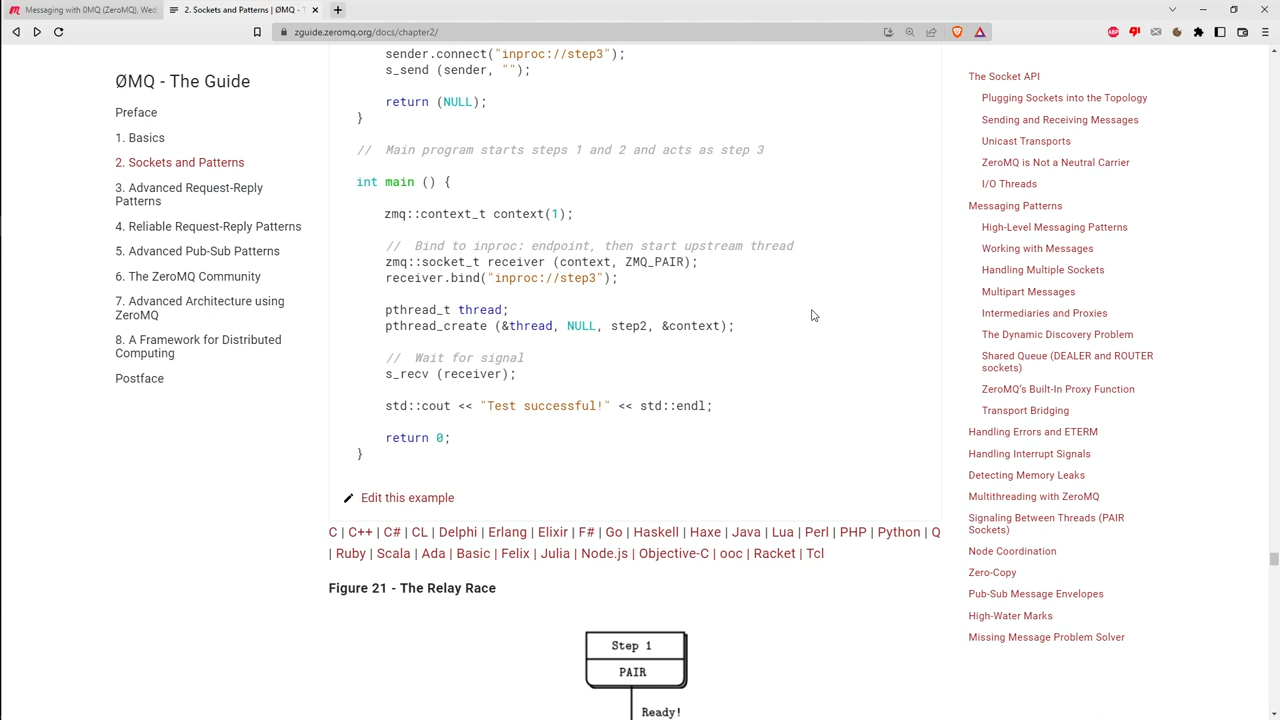 Messaging with 0MQ (ZeroMQ), Wed,
2. Sockets and Patterns | ØMQ - T
zguide.zeromq.org/docs/chapter2/
ØMQ - The Guide
Preface
1. Basics
2. Sockets and Patterns
3. Advanced Request-Reply
Patterns
4. Reliable Request-Reply Patterns
5. Advanced Pub-Sub Patterns
6. The ZeroMQ Community
7. Advanced Architecture using
ZeroMQ
8. A Framework for Distributed
Computing
Postface
sender.connect("inproc://step3");
s_send (sender, "");
return (NULL);
}
// Main program starts steps 1 and 2 and acts as step 3
int main () {
zmq::context_t context(1);
// Bind to inproc: endpoint, then start upstream thread
zmq::socket_t receiver (context, ZMQ_PAIR);
receiver.bind("inproc://step3");
pthread_t thread;
pthread_create (&thread, NULL, step2, &context);
// Wait for signal
s_recv (receiver);
std::cout << "Test successful!" << std::endl;
return 0;
}
Edit this example
C | C++ | C# | CL | Delphi | Erlang | Elixir | F# | Go | Haskell | Haxe | Java | Lua | Perl | PHP | Python | Q
| Ruby | Scala | Ada | Basic | Felix | Julia | Node.js | Objective-C | ooc | Racket | Tcl
Figure 21 - The Relay Race
Step 1
PAIR
Ready!
The Socket API
Plugging Sockets into the Topology
Sending and Receiving Messages
Unicast Transports
ZeroMQ is Not a Neutral Carrier
I/O Threads
Messaging Patterns
High-Level Messaging Patterns
Working with Messages
Handling Multiple Sockets
Multipart Messages
Intermediaries and Proxies
The Dynamic Discovery Problem
Shared Queue (DEALER and ROUTER
sockets)
ZeroMQ's Built-In Proxy Function
Transport Bridging
Handling Errors and ETERM
Handling Interrupt Signals
Detecting Memory Leaks
Multithreading with ZeroMQ
Signaling Between Threads (PAIR
Sockets)
Node Coordination
Zero-Copy
Pub-Sub Message Envelopes
High-Water Marks
Missing Message Problem Solver